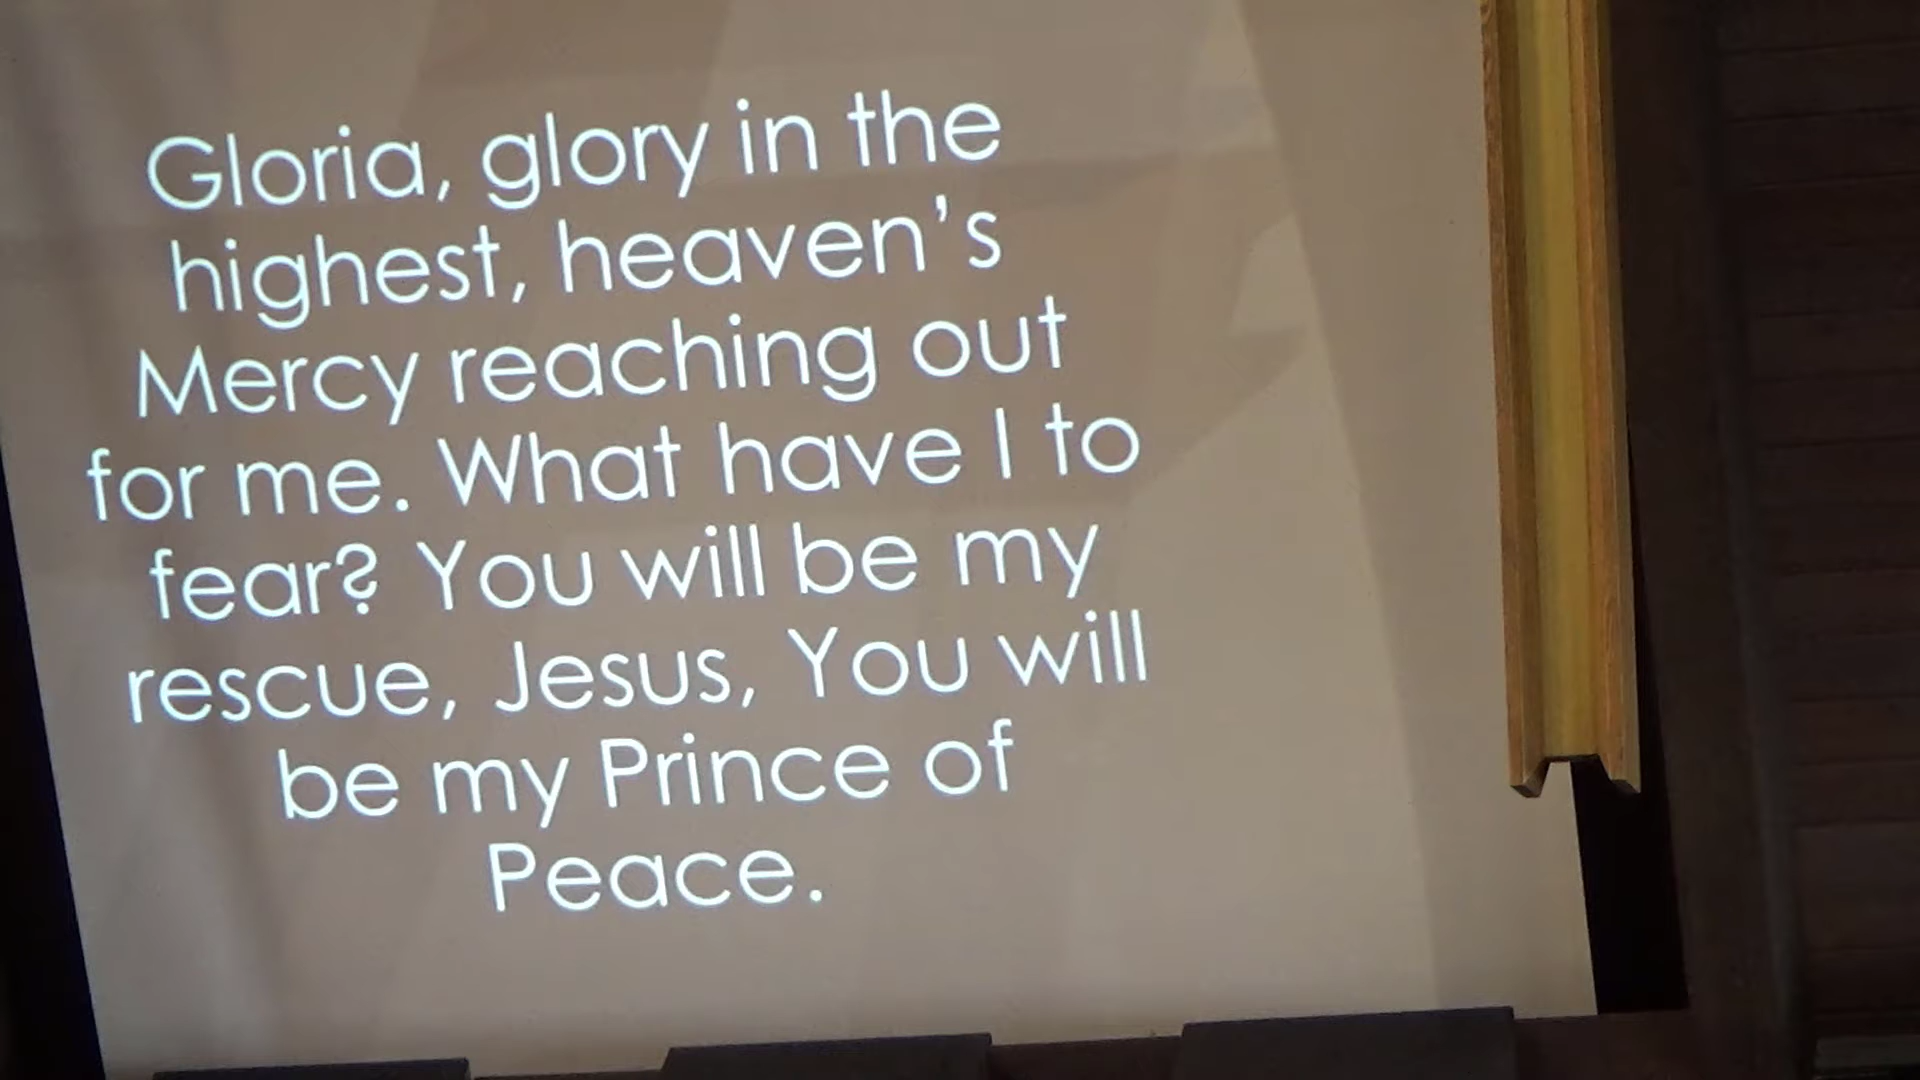 Gloria, glory in the
highest, heaven’s
Mercy reaching out
for me. What have I to
fear? You will be my
rescue, Jesus, You will
be my Prince of
Peace.